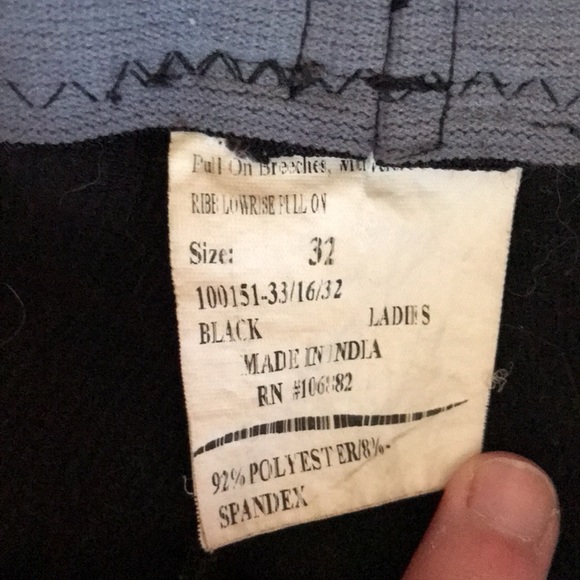 Pull On Breeches,
RIBB LOWRISE PULL ON
Size: 32
100151-33/16/32
BLACK LADIES
MADE IN INDIA
RN
92% POLYESTER/8%-
SPANDEX